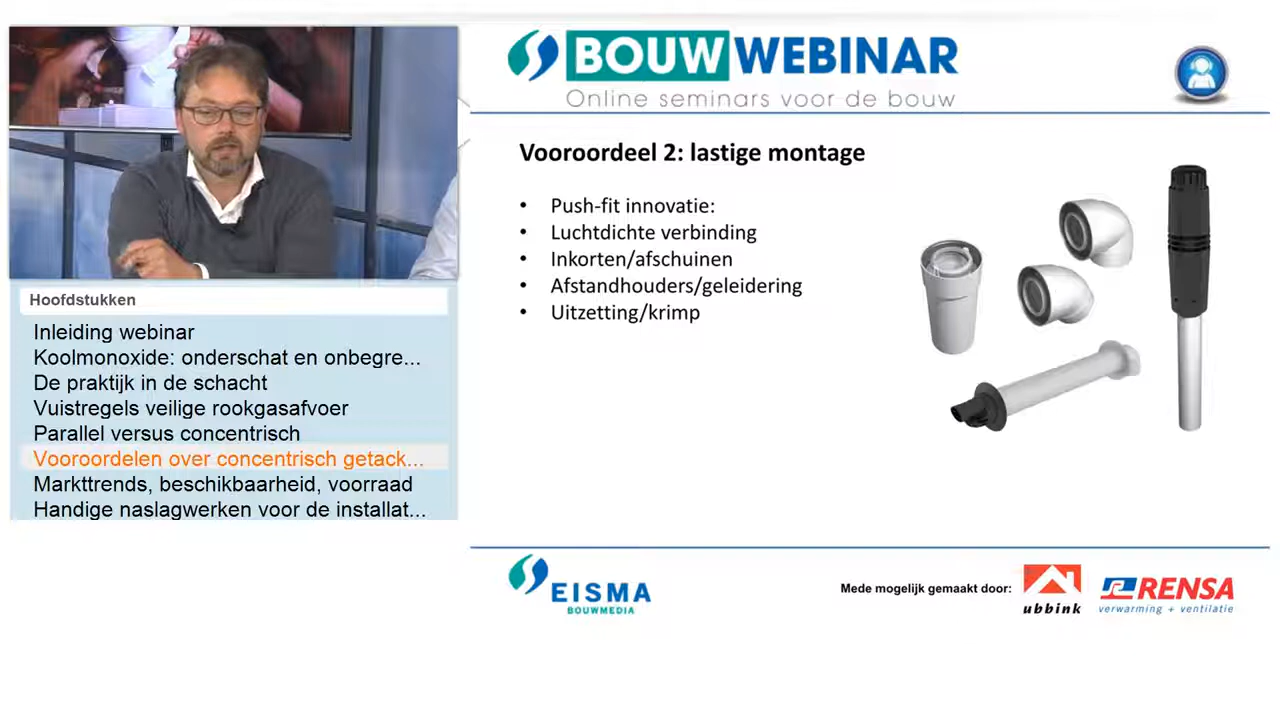 BOUWWEBINAR
Online seminars voor de bouw
Vooroordeel 2: lastige montage
• Push-fit innovatie:
• Luchtdichte verbinding
• Inkorten/afschuinen
• Afstandhouders/geleidering
• Uitzetting/krimp
Hoofdstukken
Inleiding webinar
Koolmonoxide: onderschat en onbegre...
De praktijk in de schacht
Vuistregels veilige rookgasafvoer
Parallel versus concentrisch
Vooroordelen over concentrisch getack...
Markttrends, beschikbaarheid, voorraad
Handige naslagwerken voor de installat...
EISMA
BOUWMEDIA
Mede mogelijk gemaakt door:
ubbink
RENSA
verwarming + ventilatie